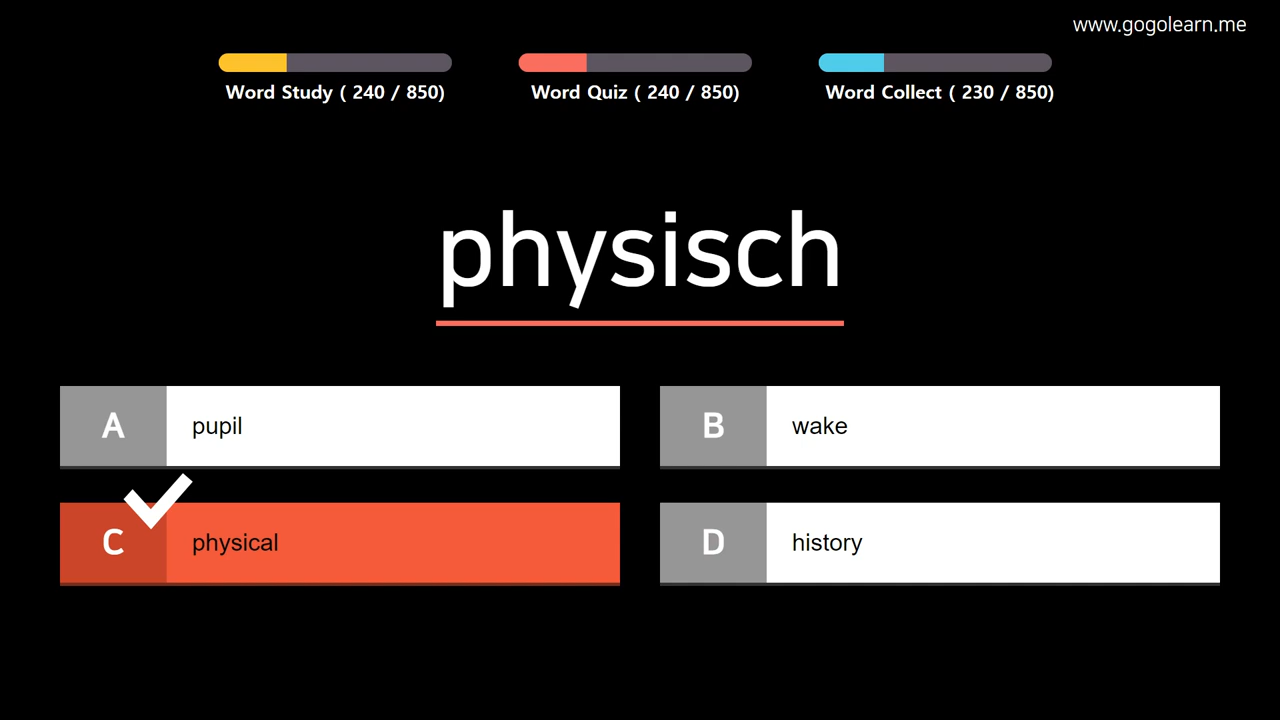 www.gogolearn.me
Word Study ( 240 / 850)
Word Quiz ( 240 / 850)
Word Collect ( 230 / 850)
physisch
A
pupil
B
wake
C
physical
D
history